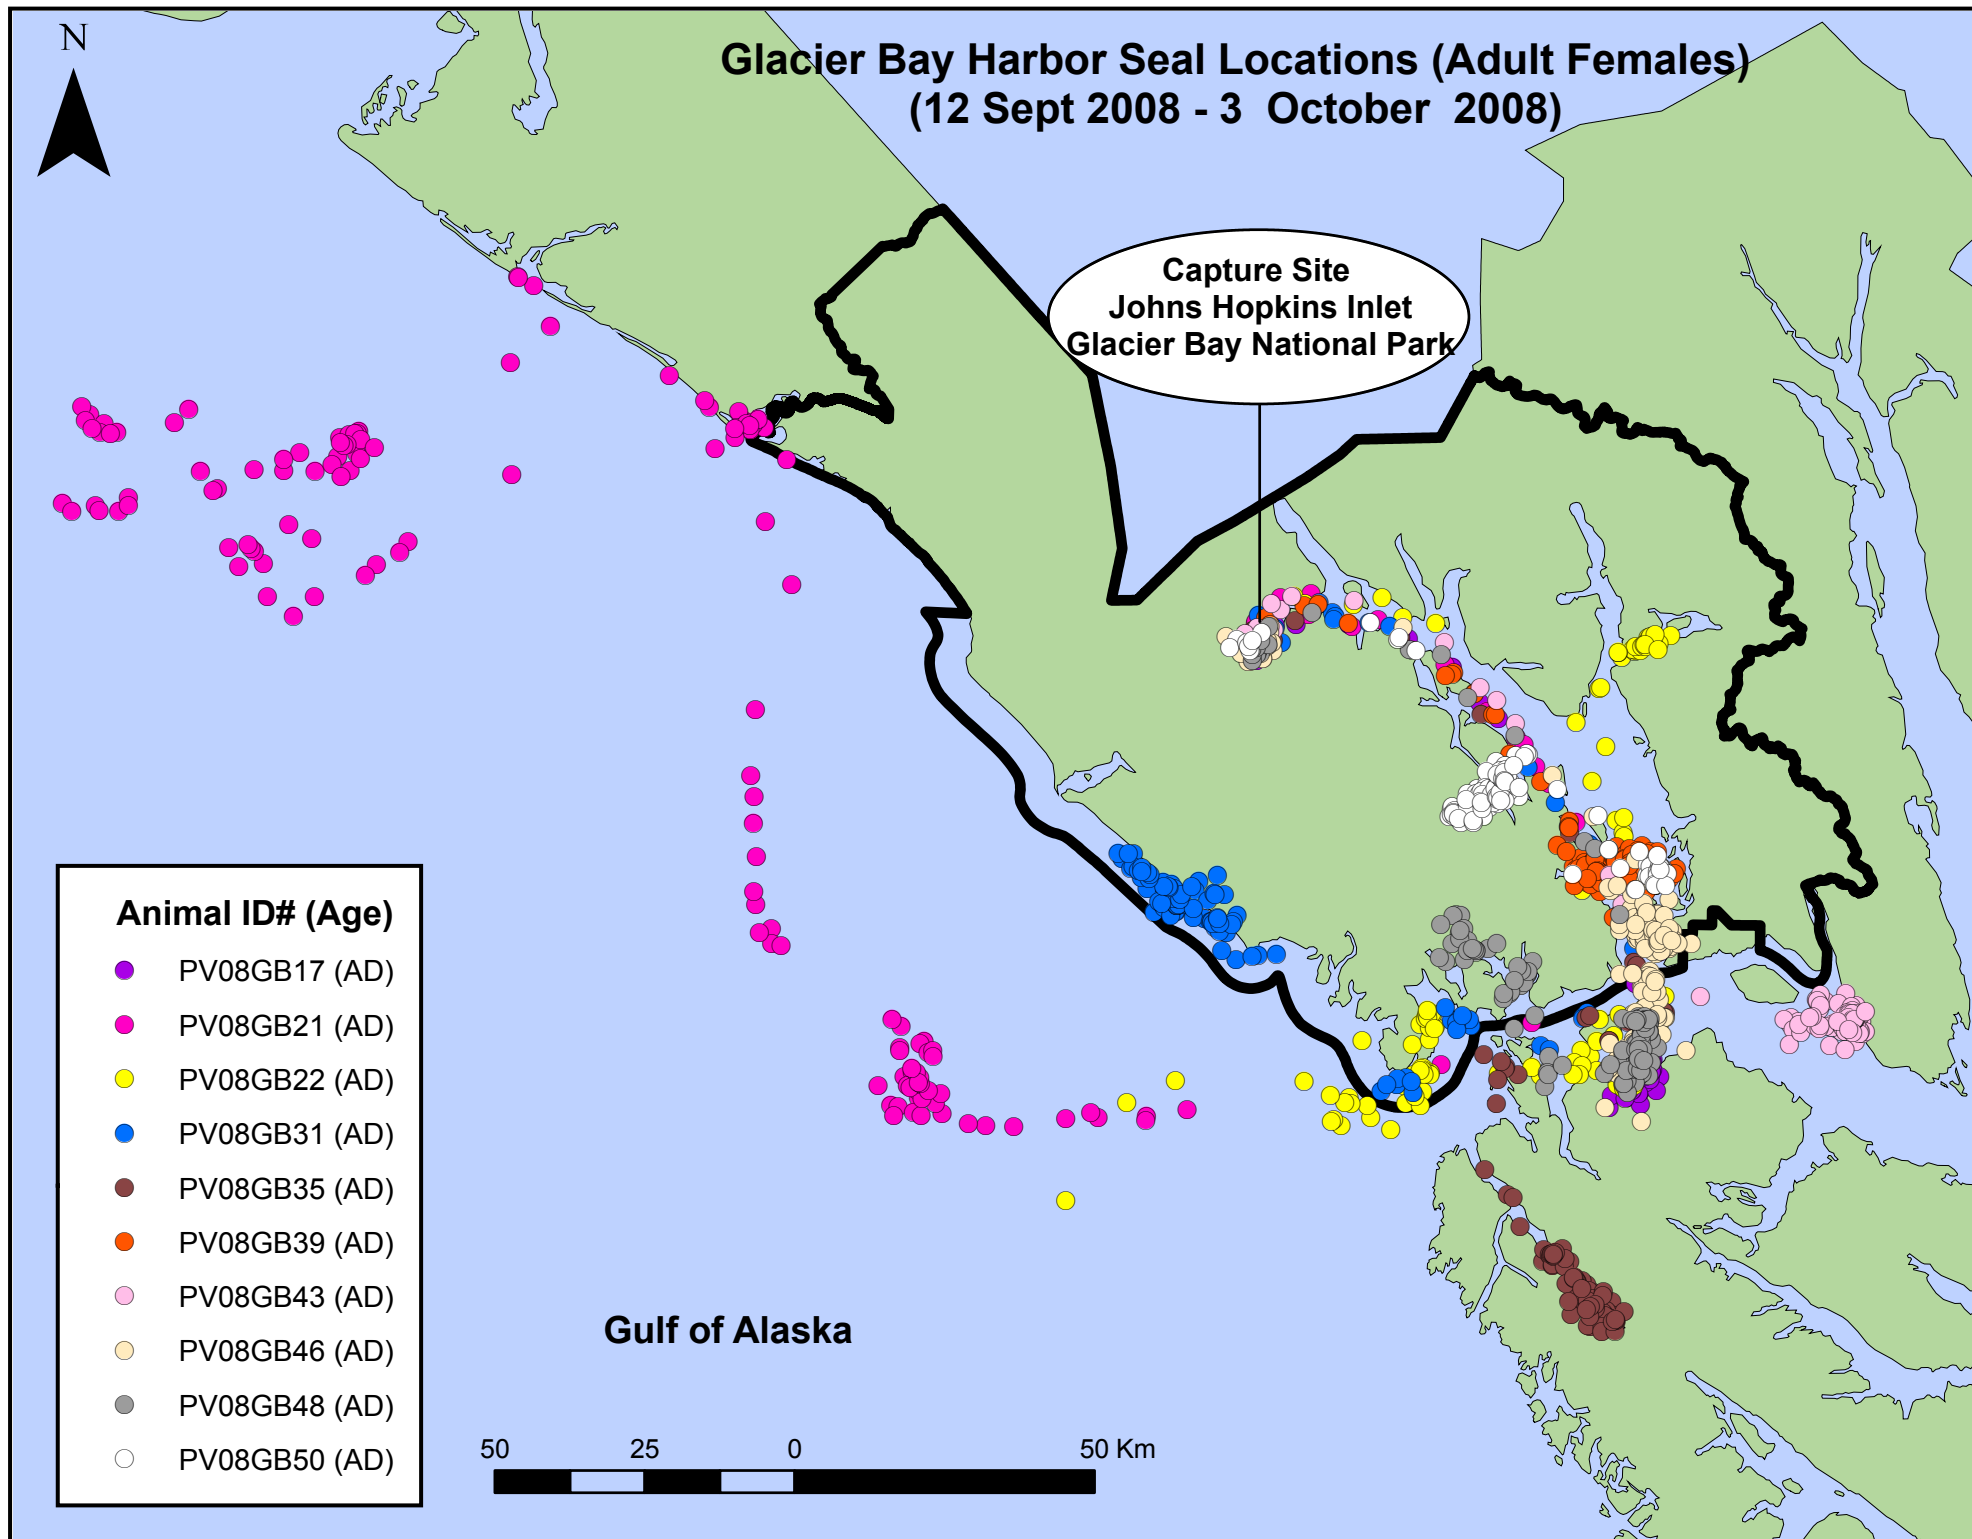 N
Glacier Bay Harbor Seal Locations (Adult Females)
(12 Sept 2008 - 3 October 2008)
Capture Site
Johns Hopkins Inlet
Glacier Bay National Park
Animal ID# (Age)
PV08GB17 (AD)
PV08GB21 (AD)
PV08GB22 (AD)
PV08GB31 (AD)
PV08GB35 (AD)
PV08GB39 (AD)
PV08GB43 (AD)
PV08GB46 (AD)
PV08GB48 (AD)
PV08GB50 (AD)
Gulf of Alaska
50 25 0 50 Km